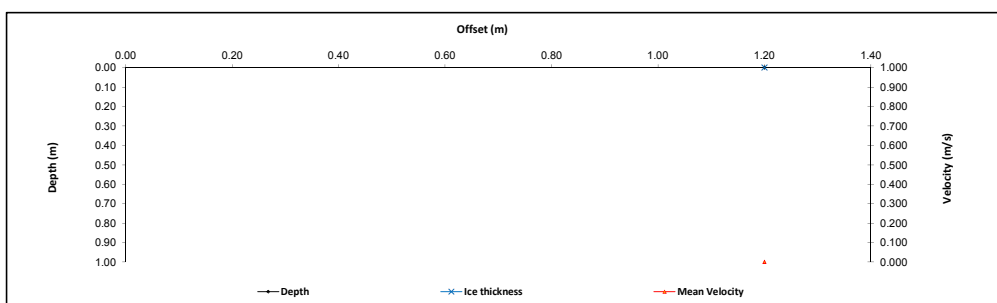 Offset (m)
0.00 0.20 0.40 0.60 0.80 1.00 1.20 1.40
0.00 1.000
0.10 0.900
0.20 0.800
0.30 0.700
0.40 0.600
0.50 0.500
0.60 0.400
0.70 0.300
0.80 0.200
0.90 0.100
1.00 0.000
Depth (m)
Velocity (m/s)
Depth Ice thickness Mean Velocity